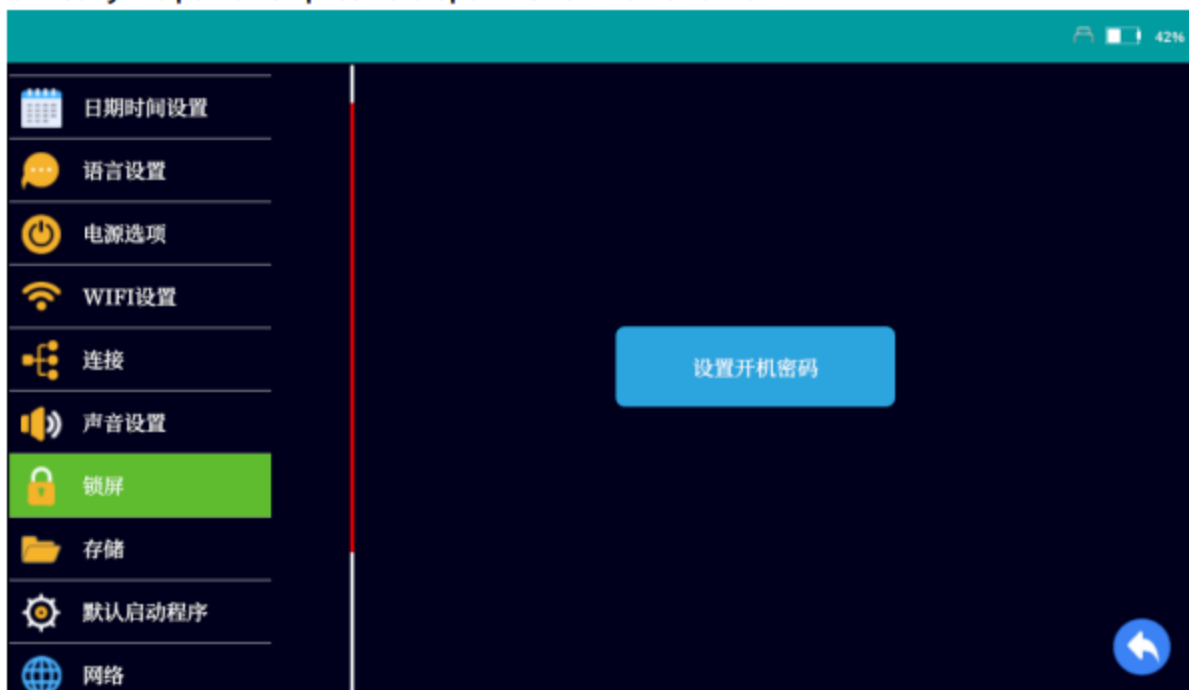 42%
日期时间设置
语言设置
电源选项
WIFI设置
连接
声音设置
锁屏
存储
默认启动程序
网络
设置开机密码